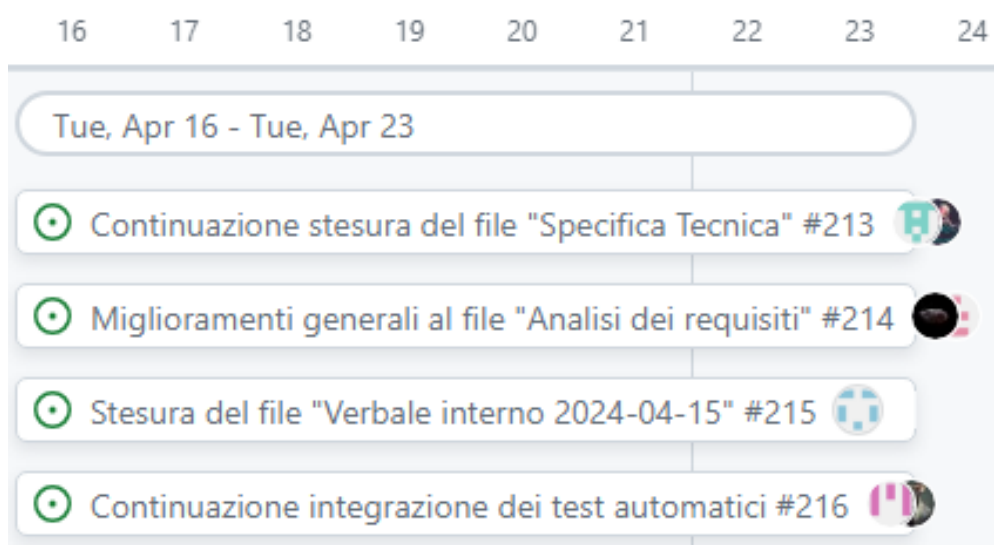 16 17 18 19 20 21 22 23 24
Tue, Apr 16 - Tue, Apr 23
Continuazione stesura del file "Specifica Tecnica" #213
Miglioramenti generali al file "Analisi dei requisiti" #214
Stesura del file "Verbale interno 2024-04-15" #215
Continuazione integrazione dei test automatici #216